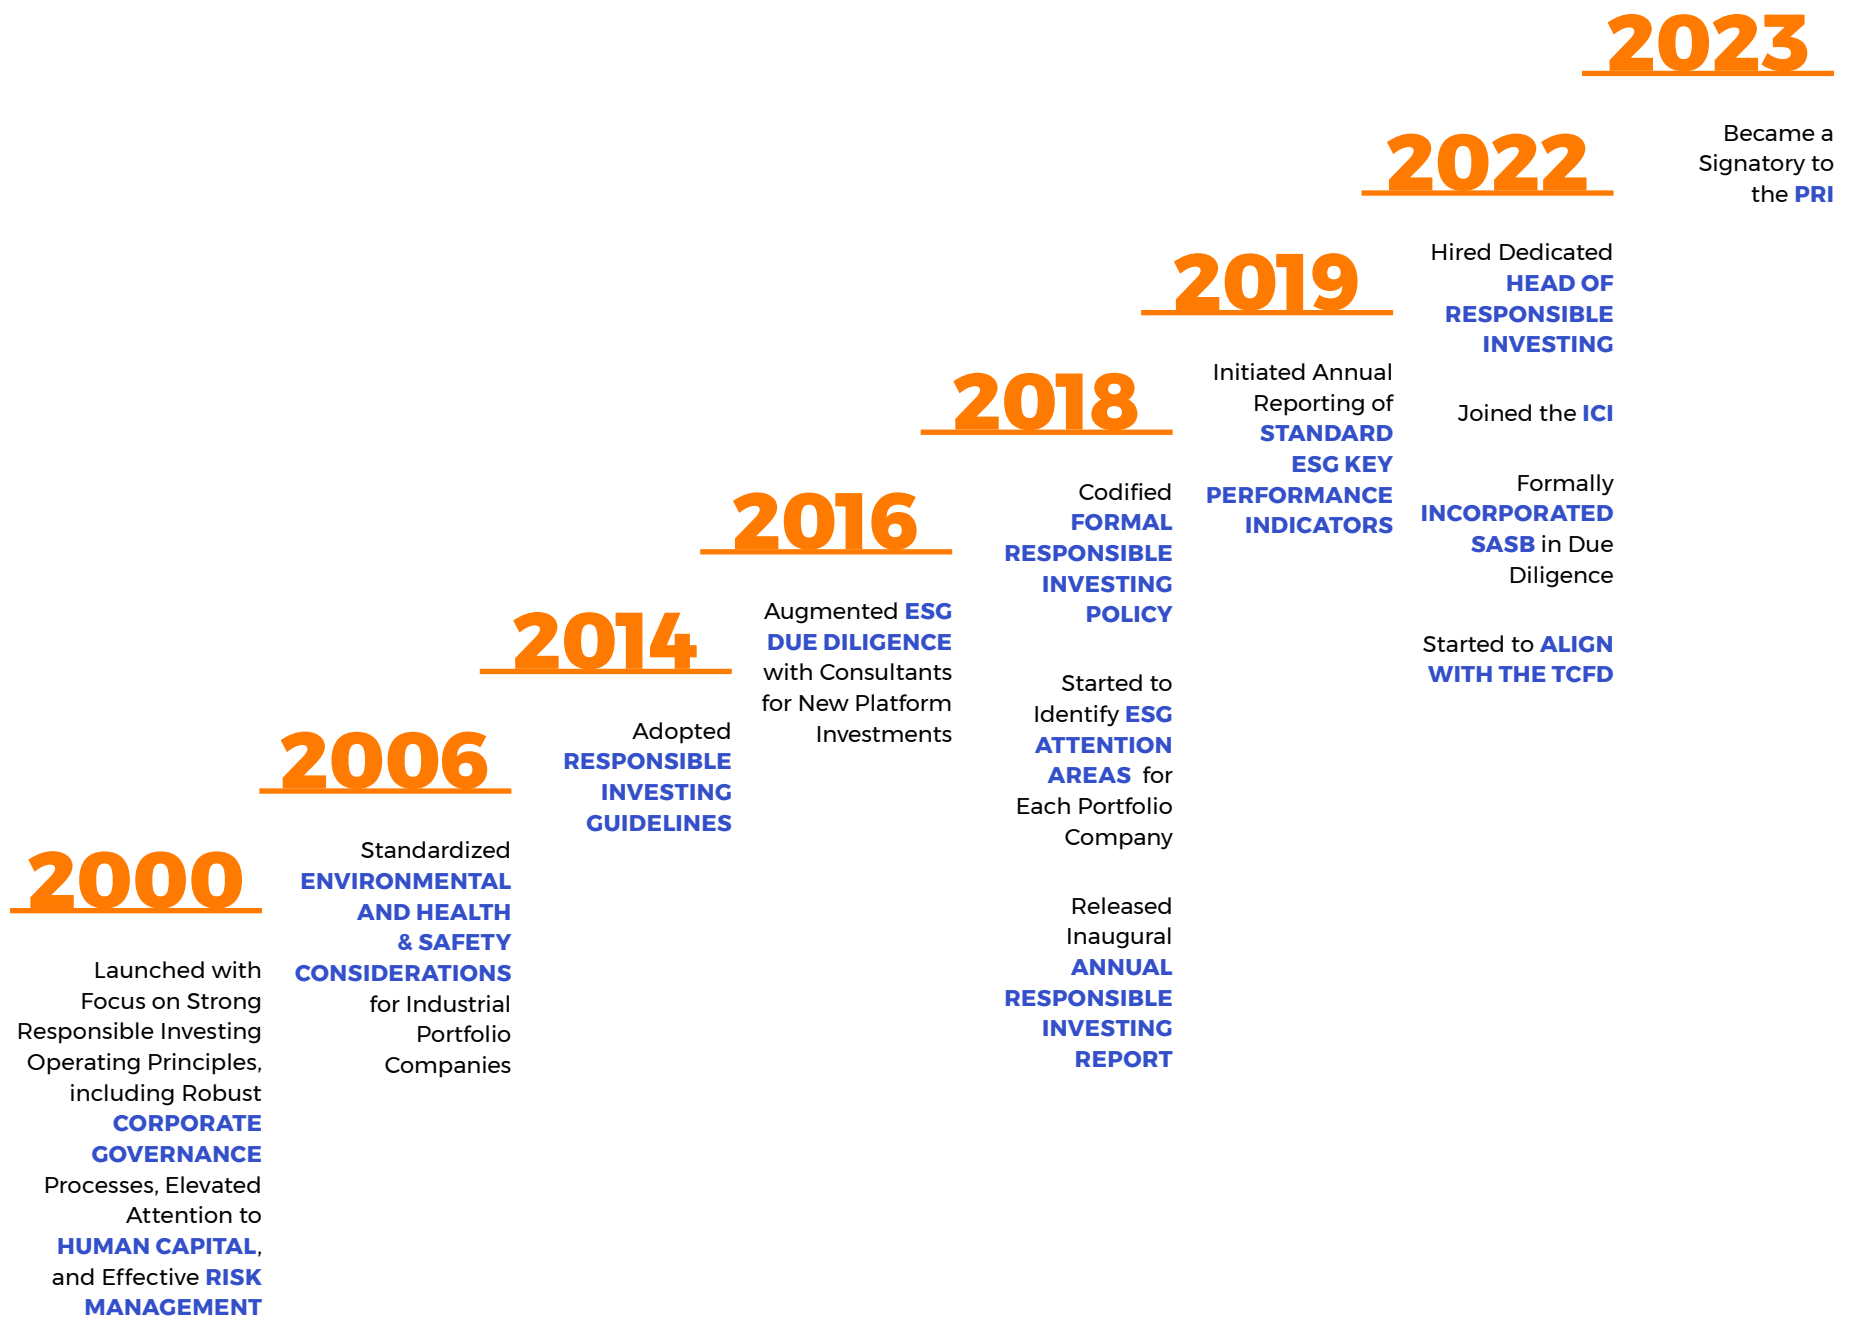 2000
Launched with
Focus on Strong
Responsible Investing
Operating Principles,
including Robust
CORPORATE
GOVERNANCE
Processes, Elevated
Attention to
HUMAN CAPITAL,
and Effective RISK
MANAGEMENT
2006
Standardized
ENVIRONMENTAL
AND HEALTH
& SAFETY
CONSIDERATIONS
for Industrial
Portfolio
Companies
2014
Adopted
RESPONSIBLE
INVESTING
GUIDELINES
2016
Augmented ESG
DUE DILIGENCE
with Consultants
for New Platform
Investments
2018
Codified
FORMAL
RESPONSIBLE
INVESTING
POLICY
Started to
Identify ESG
ATTENTION
AREAS for
Each Portfolio
Company
Released
Inaugural
ANNUAL
RESPONSIBLE
INVESTING
REPORT
2019
Initiated Annual
Reporting of
STANDARD
ESG KEY
PERFORMANCE
INDICATORS
2022
Hired Dedicated
HEAD OF
RESPONSIBLE
INVESTING
Joined the ICI
Formally
INCORPORATED
SASB in Due
Diligence
Started to ALIGN
WITH THE TCFD
2023
Became a
Signatory to
the PRI